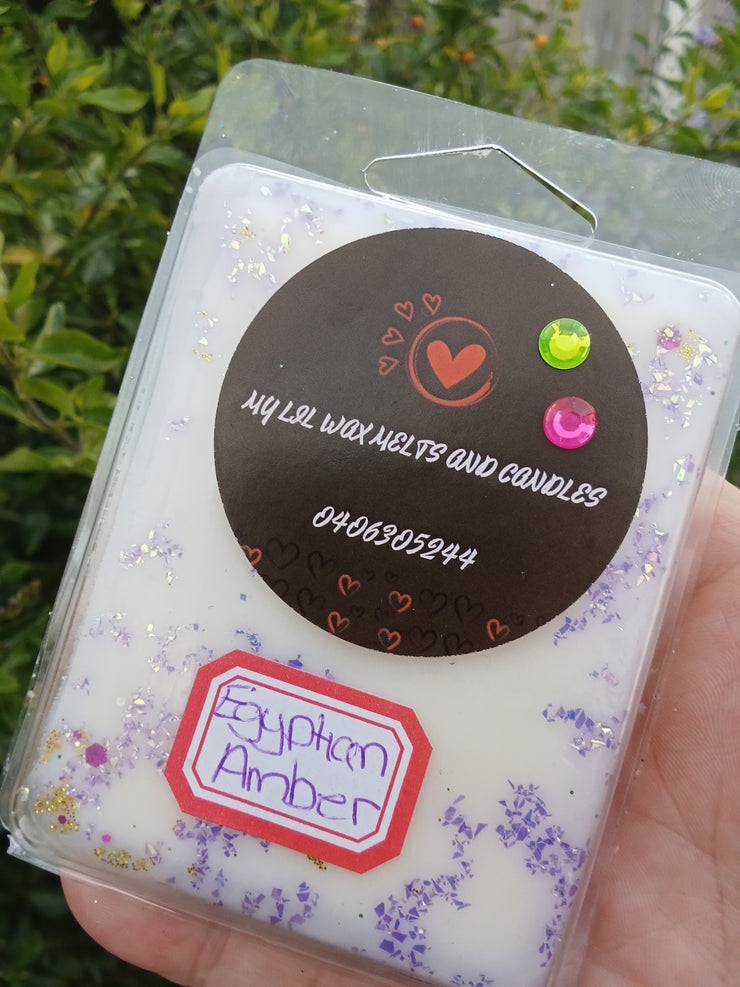 MY LIL WAX MELTS AND CANDLES
0406305244
Egyptian
Amber